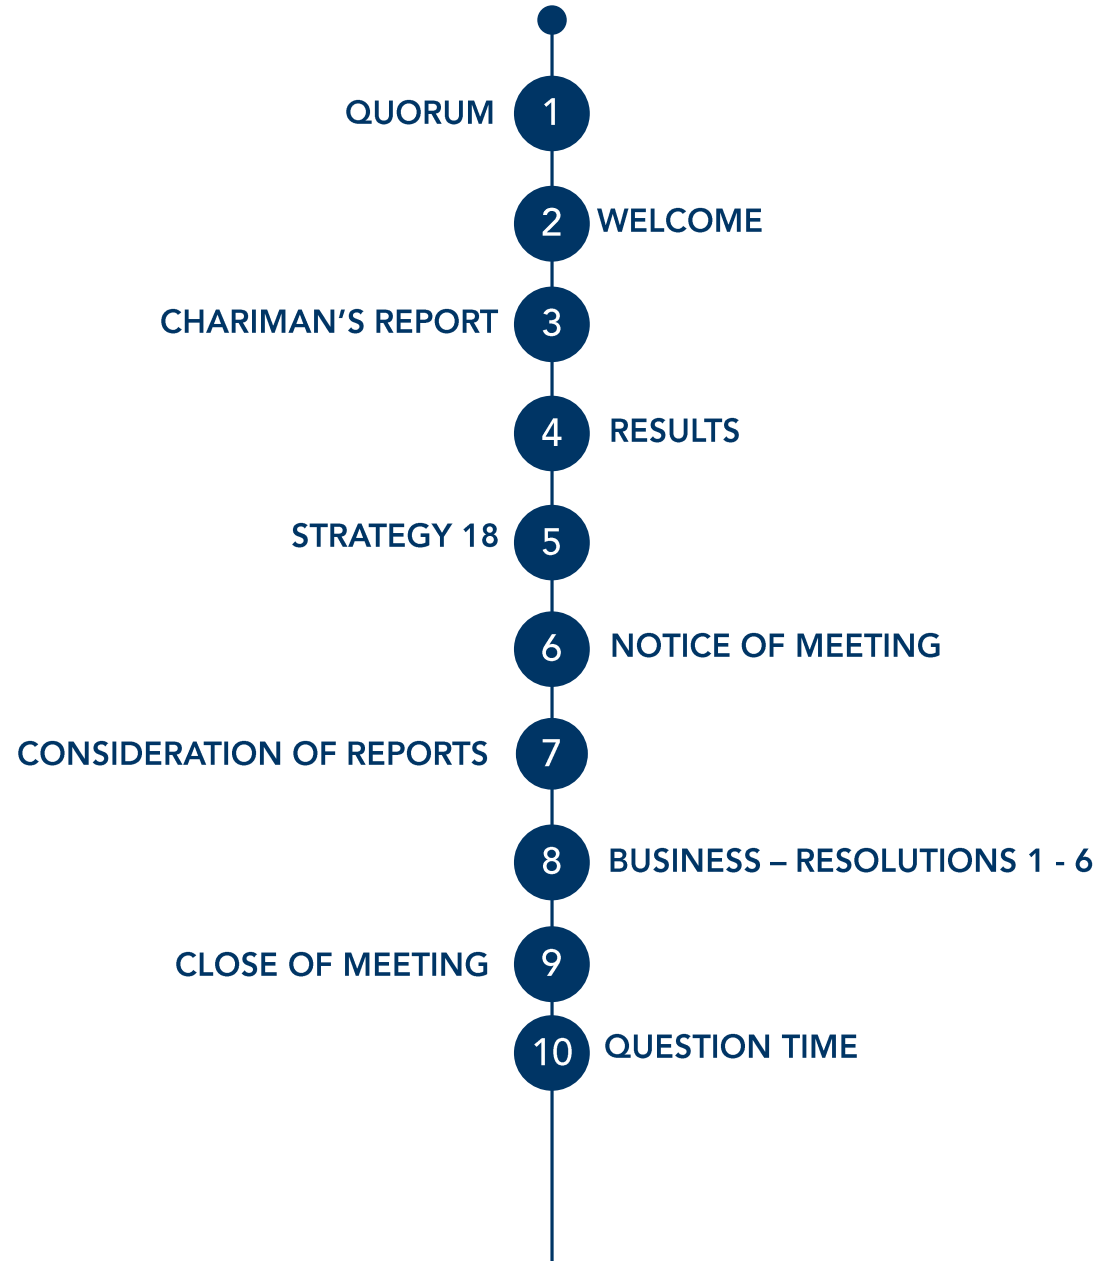 QUORUM 1
2 WELCOME
CHARIMAN'S REPORT 3
4 RESULTS
STRATEGY 18 5
6 NOTICE OF MEETING
CONSIDERATION OF REPORTS 7
8 BUSINESS – RESOLUTIONS 1 - 6
CLOSE OF MEETING 9
10 QUESTION TIME